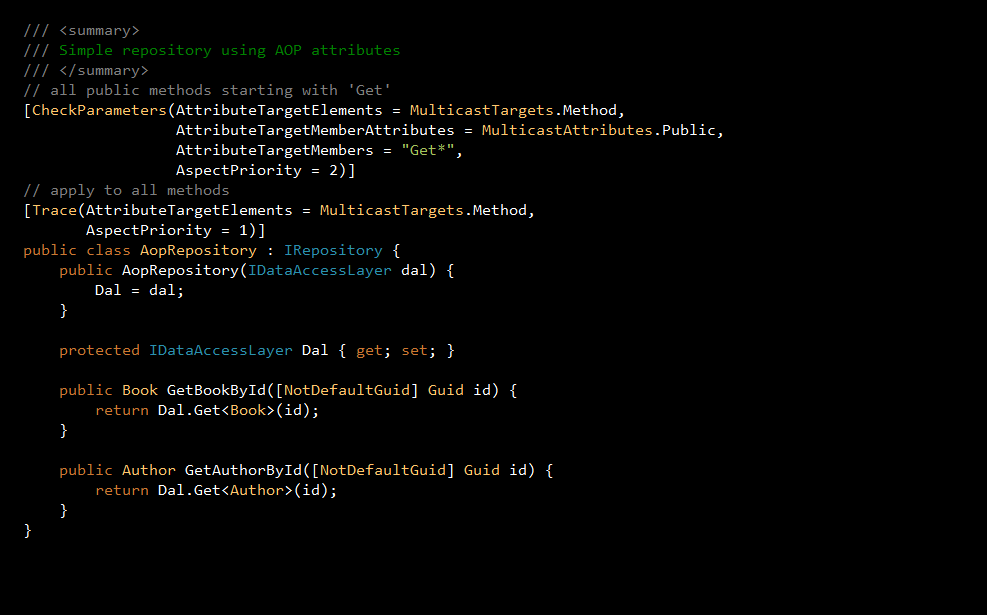 /// <summary>
/// Simple repository using AOP attributes
/// </summary>
// all public methods starting with 'Get'
[CheckParameters(AttributeTargetElements = MulticastTargets.Method,
                 AttributeTargetMemberAttributes = MulticastAttributes.Public,
                 AttributeTargetMembers = "Get*",
                 AspectPriority = 2)]
// apply to all methods
[Trace(AttributeTargetElements = MulticastTargets.Method,
       AspectPriority = 1)]
public class AopRepository : IRepository {
    public AopRepository(IDataAccessLayer dal) {
        Dal = dal;
    }

    protected IDataAccessLayer Dal { get; set; }

    public Book GetBookById([NotDefaultGuid] Guid id) {
        return Dal.Get<Book>(id);
    }

    public Author GetAuthorById([NotDefaultGuid] Guid id) {
        return Dal.Get<Author>(id);
    }
}